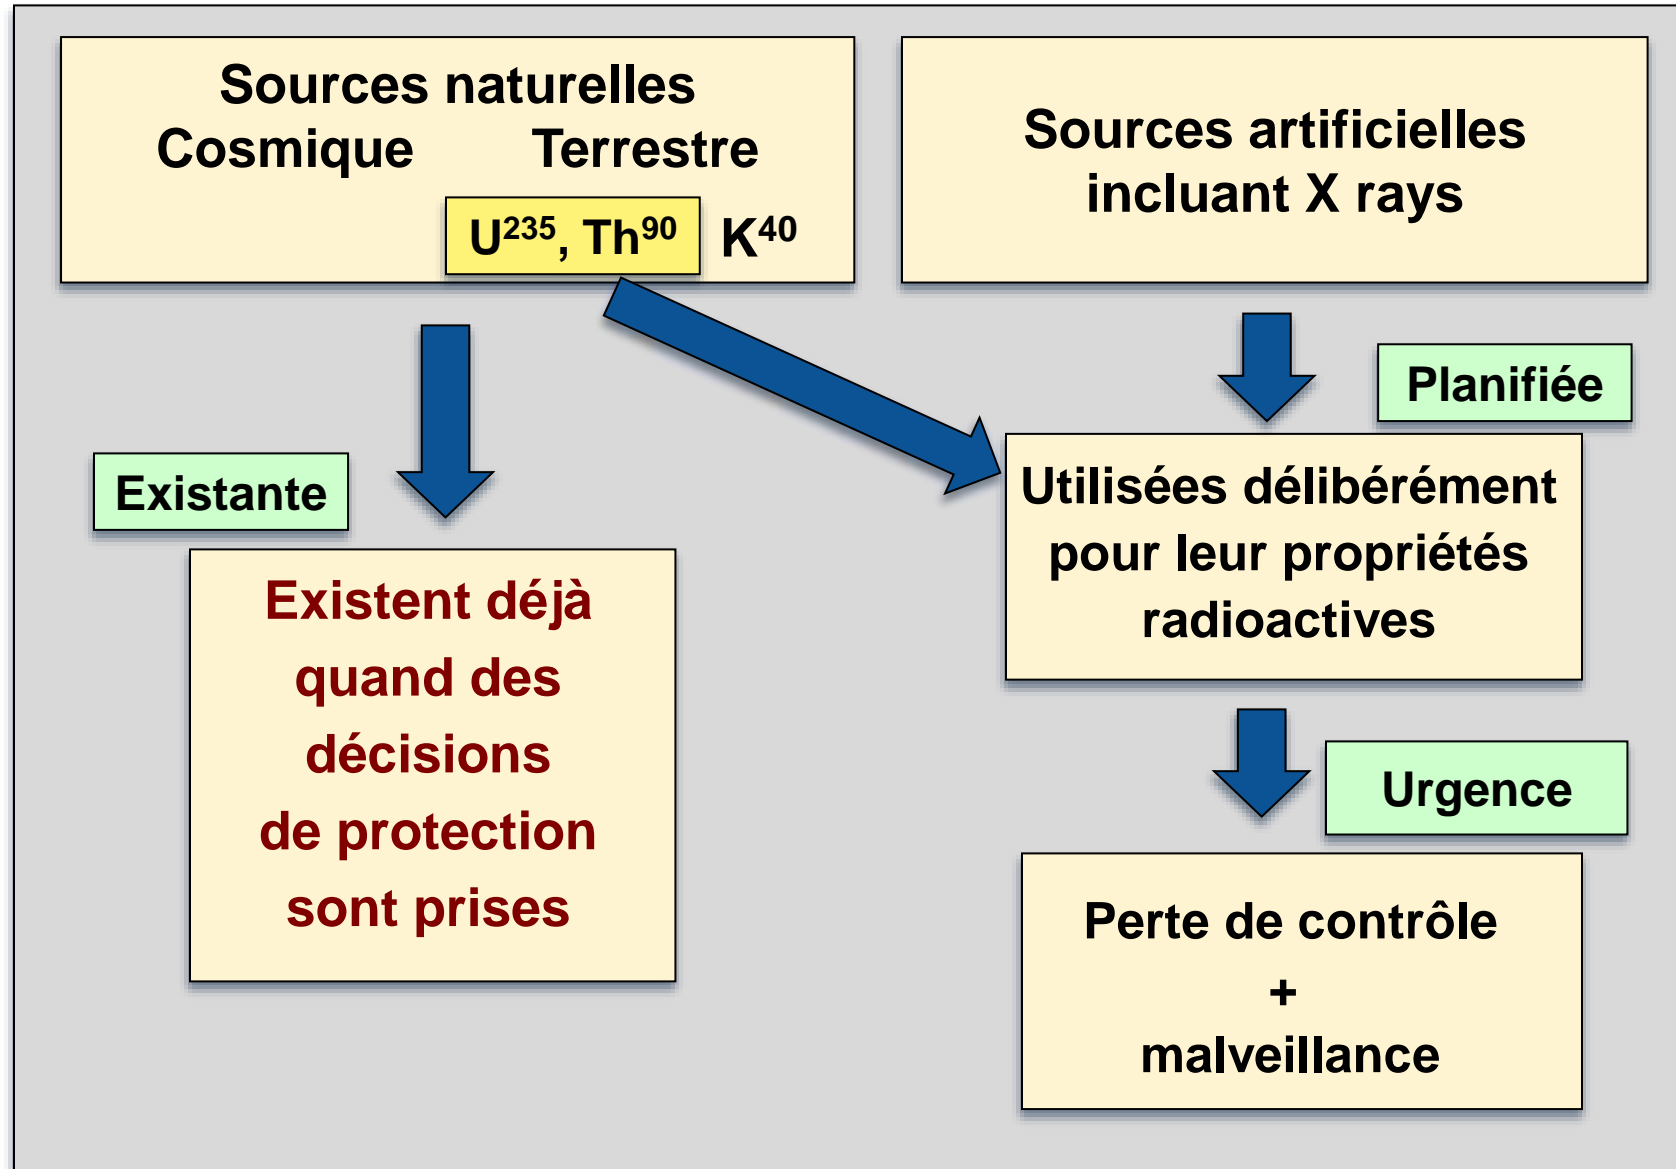 Sources naturelles
Cosmique Terrestre
U²³⁵, Th⁹⁰ K⁴⁰
Sources artificielles
incluant X rays
Planifiée
Existante
Utilisées délibérément
pour leur propriétés
radioactives
Existent déjà
quand des
décisions
de protection
sont prises
Urgence
Perte de contrôle
+
malveillance